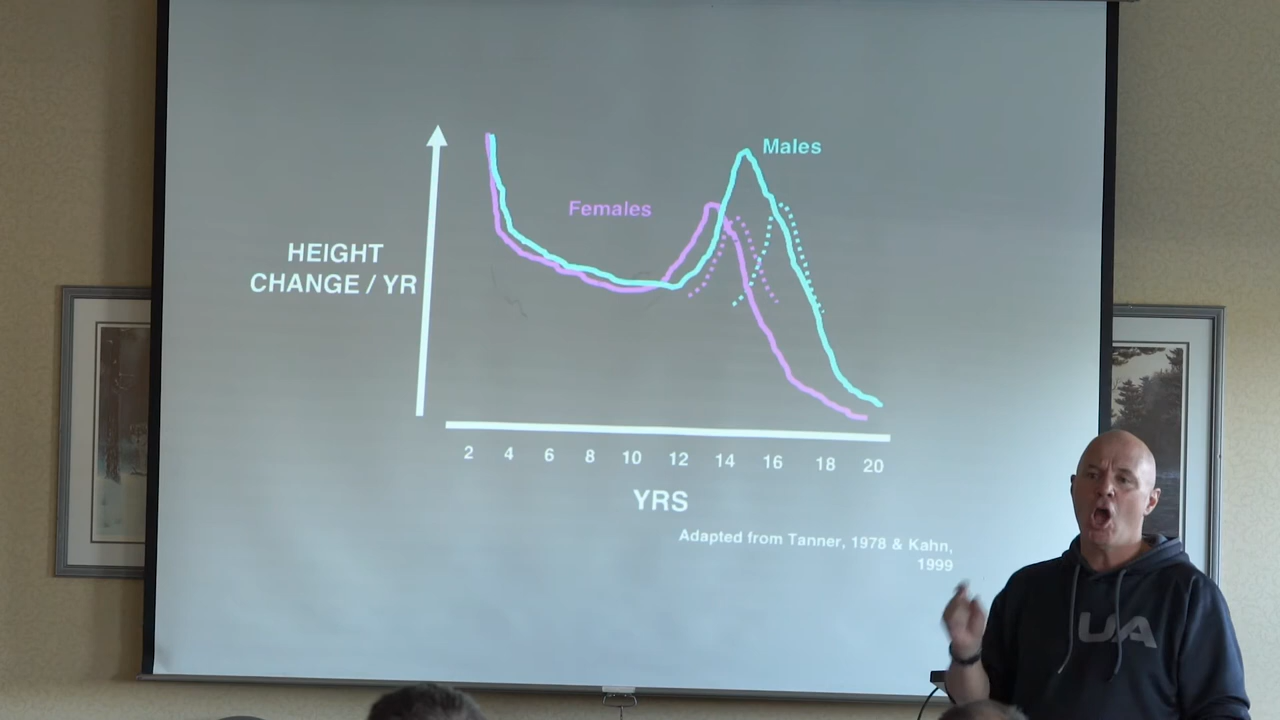 Males
Females
HEIGHT
CHANGE / YR
2 4 6 8 10 12 14 16 18 20
YRS
Adapted from Tanner, 1978 & Kahn,
1999
UA